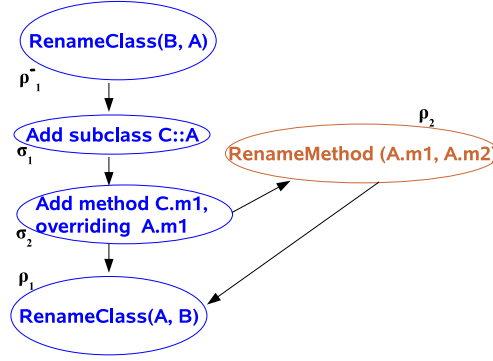 RenameClass(B, A)
ρ⁻₁
Add subclass C::A
σ₁
ρ₂
RenameMethod (A.m1, A.m2)
Add method C.m1,
overriding A.m1
σ₂
ρ₁
RenameClass(A, B)